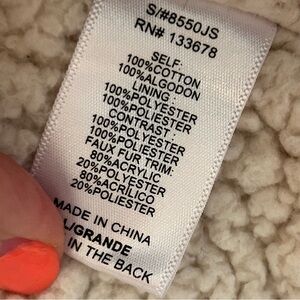 S/#8550JS
RN# 133678
SELF:
100%COTTON
100%ALGODON
LINING:
100%POLYESTER
100%POLIESTER
CONTRAST:
100%POLYESTER
100%POLIESTER
FAUX FUR TRIM:
80%ACRYLIC
20%POLYESTER
80%ACRILICO
20%POLIESTER
MADE IN CHINA
/GRANDE
IN THE BACK